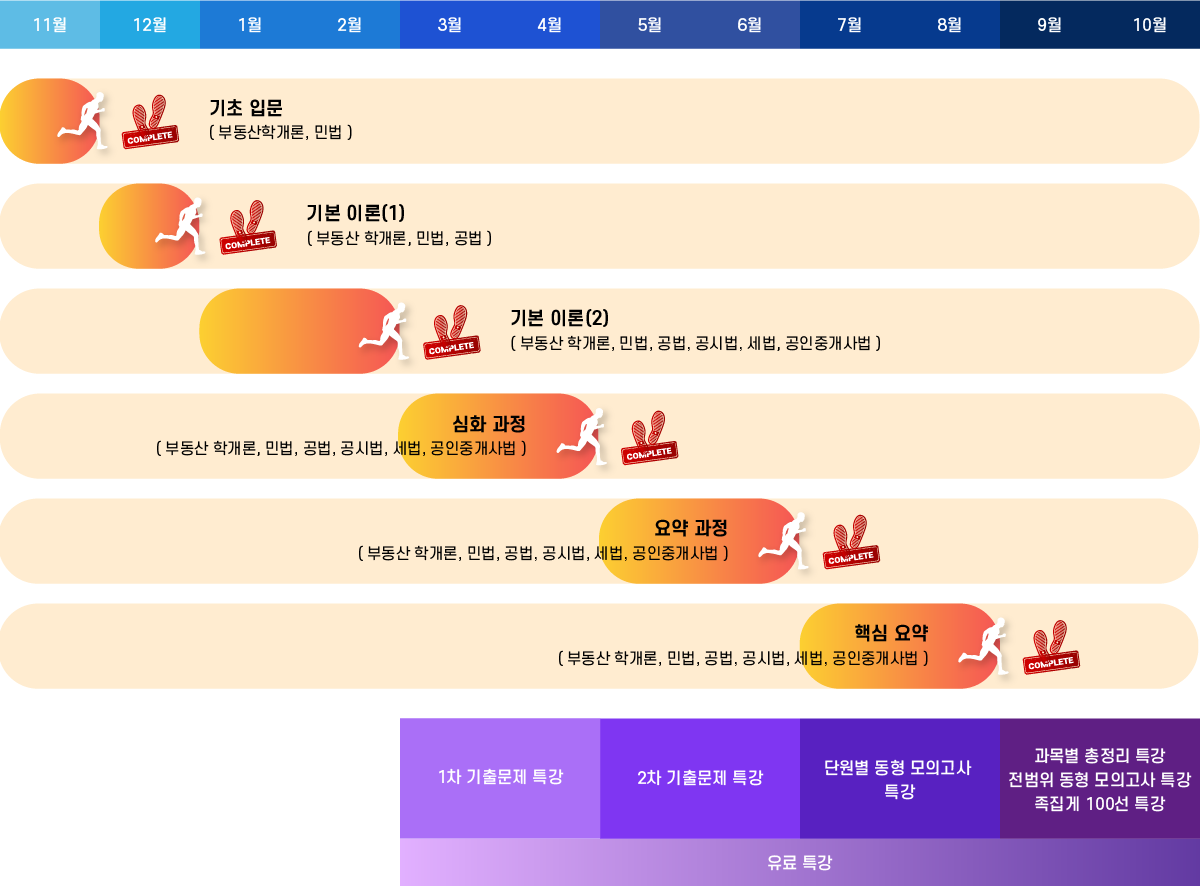 11월 12월 1월 2월 3월 4월 5월 6월 7월 8월 9월 10월
COMPLETE
기초 입문
( 부동산학개론, 민법 )
COMPLETE
기본 이론(1)
( 부동산 학개론, 민법, 공법 )
COMPLETE
기본 이론(2)
( 부동산 학개론, 민법, 공법, 공시법, 세법, 공인중개사법 )
심화 과정
( 부동산 학개론, 민법, 공법, 공시법, 세법, 공인중개사법 )
COMPLETE
요약 과정
( 부동산 학개론, 민법, 공법, 공시법, 세법, 공인중개사법 )
COMPLETE
핵심 요약
( 부동산 학개론, 민법, 공법, 공시법, 세법, 공인중개사법 )
COMPLETE
1차 기출문제 특강
2차 기출문제 특강
단원별 동형 모의고사
특강
과목별 총정리 특강
전범위 동형 모의고사 특강
족집게 100선 특강
유료 특강